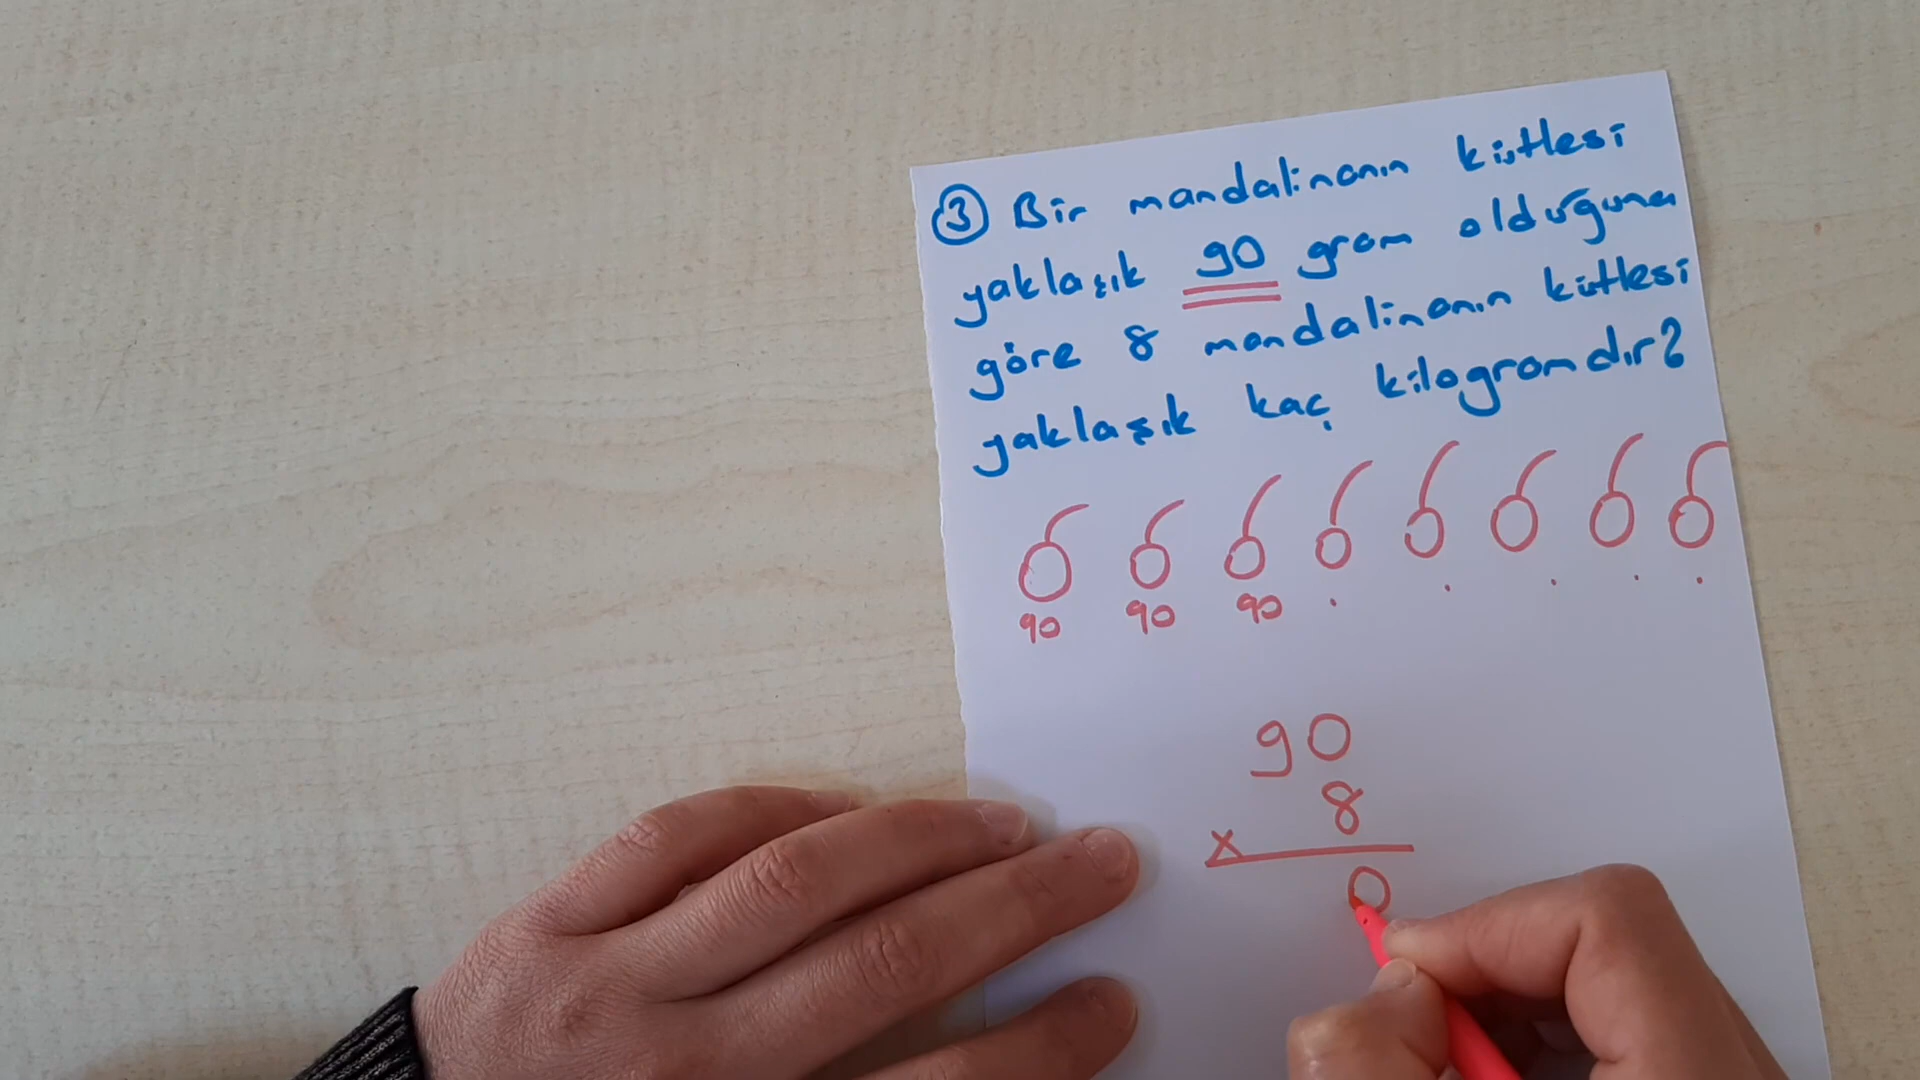 ③ Bir mandalinanın kütlesi
yaklaşık 90 gram olduğuna
göre 8 mandalinanın kütlesi
yaklaşık kaç kilogramdır?
90 90 90 . . . . .
90
8
x
0